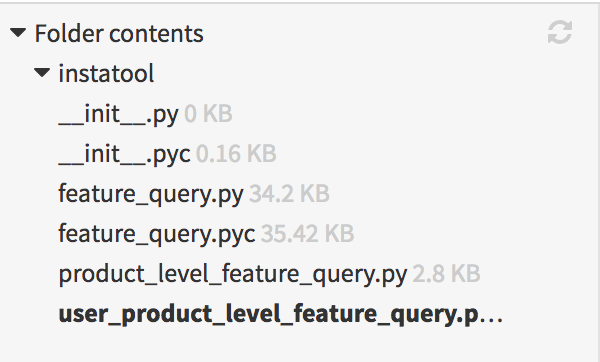 Folder contents
instatool
__init__.py 0 KB
__init__.pyc 0.16 KB
feature_query.py 34.2 KB
feature_query.pyc 35.42 KB
product_level_feature_query.py 2.8 KB
user_product_level_feature_query.p...